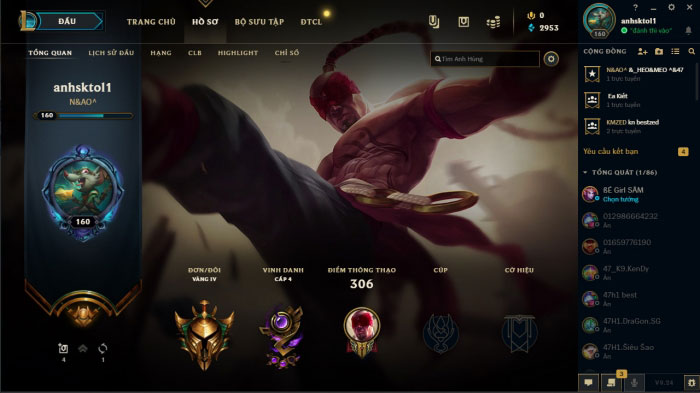 ĐẤU
TRANG CHỦ
HỒ SƠ
BỘ SƯU TẬP
ĐTCL
0
2953
160
anhsktol1
"đánh thì vào"
TỔNG QUAN
LỊCH SỬ ĐẤU
HẠNG
CLB
HIGHLIGHT
CHỈ SỐ
Tìm Anh Hùng
anhsktol1
N&AO^
160
160
4
1
ĐƠN/ĐÔI
VÀNG IV
VINH DANH
CẤP 4
ĐIỂM THÔNG THẠO
306
CÚP
CỜ HIỆU
CỘNG ĐỒNG
N&AO^ &_HEO&MEO ^&47
1 trực tuyến
Ea Kiết
1 trực tuyến
KMZED kn bestzed
2 trực tuyến
Yêu cầu kết bạn
4
TỔNG QUÁT (1/86)
ßÉ Girl SÂM
Chọn tướng
012986664232
Ẩn
01659776190
Ẩn
47_K9.KenDy
Ẩn
47h1 best
Ẩn
47H1.DraGon.SG
Ẩn
47H1.Siêu Sao
Ẩn
3
V9.24